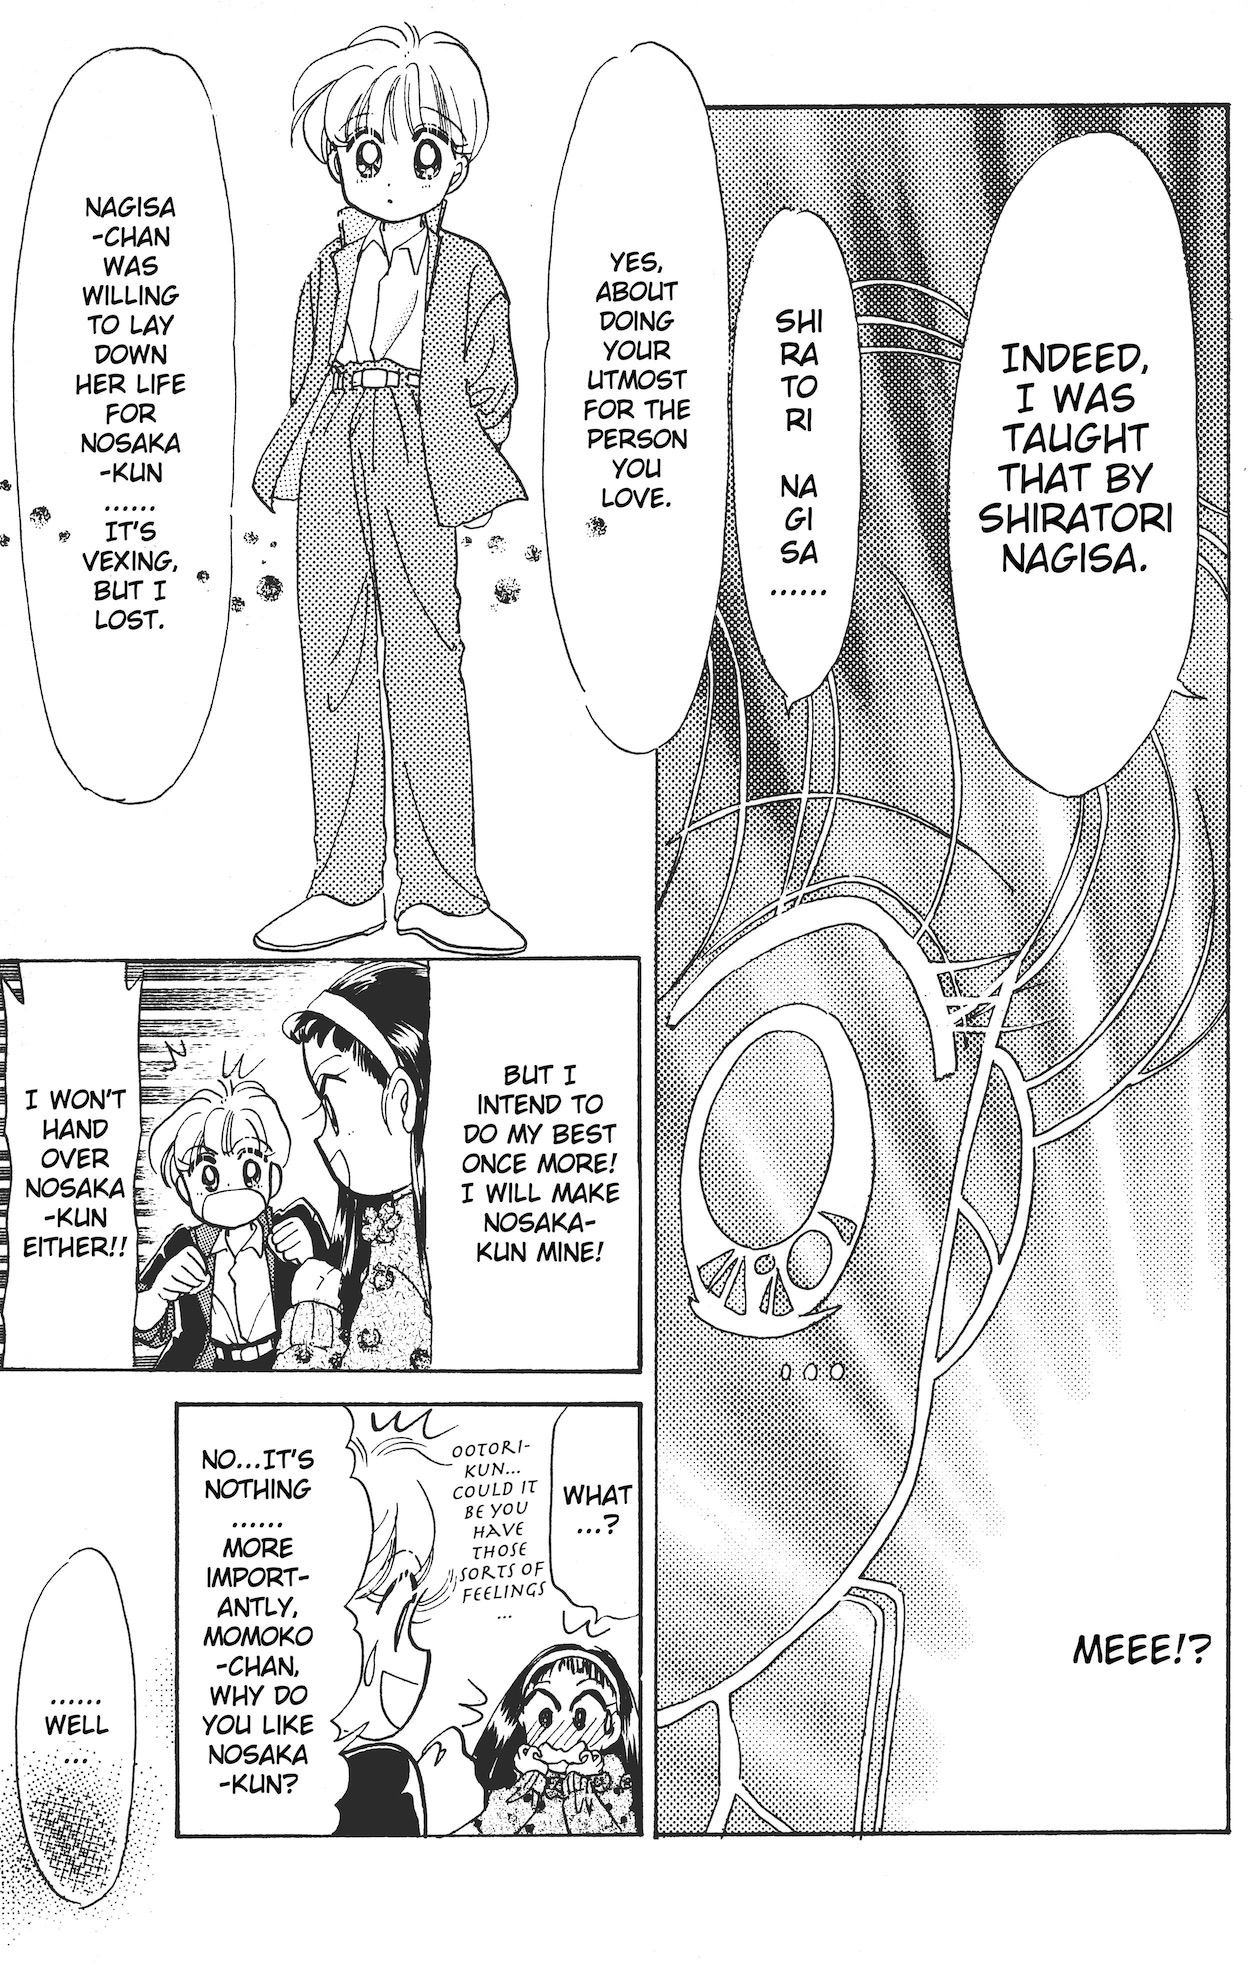 INDEED,
I WAS
TAUGHT
THAT BY
SHIRATORI
NAGISA.
SHI
RA
TO
RI
NA
GI
SA
......
MEEE!?
YES,
ABOUT
DOING
YOUR
UTMOST
FOR THE
PERSON
YOU
LOVE.
NAGISA
-CHAN
WAS
WILLING
TO LAY
DOWN
HER LIFE
FOR
NOSAKA
-KUN
......
IT'S
VEXING,
BUT I
LOST.
BUT I
INTEND TO
DO MY BEST
ONCE MORE!
I WILL MAKE
NOSAKA-
KUN MINE!
I WON'T
HAND
OVER
NOSAKA
-KUN
EITHER!!
WHAT
...?
OOTORI-
KUN...
COULD IT
BE YOU
HAVE
THOSE
SORTS OF
FEELINGS
...
NO...IT'S
NOTHING
......
MORE
IMPORT-
ANTLY,
MOMOKO
-CHAN,
WHY DO
YOU LIKE
NOSAKA
-KUN?
......
WELL
...